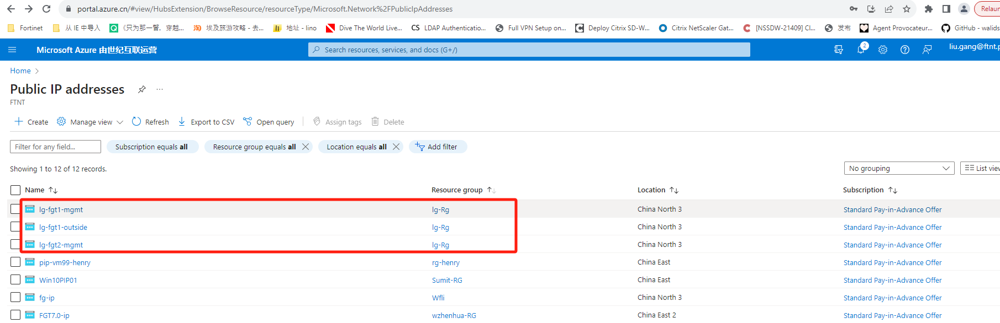 portal.azure.cn/#view/HubsExtension/BrowseResource/resourceType/Microsoft.Network%2FPublicIpAddresses Relaun
Fortinet 从 IE 中导入 《只为那一瞥，穿越... 埃及旅游攻略 - 去... 地址 - lino Dive The World Live... CS LDAP Authenticatio... Full VPN Setup on... Deploy Citrix SD-W... Citrix NetScaler Gat... [NSSDW-21409] Cl... 发布 Agent Provocateur... GitHub - walids
Microsoft Azure 由世纪互联运营 Search resources, services, and docs (G+/) 2 liu.gang@ftnt.p
Home >
Public IP addresses ...
FTNT
Create Manage view Refresh Export to CSV Open query Assign tags Delete
Filter for any field... Subscription equals all Resource group equals all Location equals all Add filter
Showing 1 to 12 of 12 records. No grouping List view
Name Resource group Location Subscription
lg-fgt1-mgmt lg-Rg China North 3 Standard Pay-in-Advance Offer
lg-fgt1-outside lg-Rg China North 3 Standard Pay-in-Advance Offer
lg-fgt2-mgmt lg-Rg China North 3 Standard Pay-in-Advance Offer
pip-vm99-henry rg-henry China East Standard Pay-in-Advance Offer
Win10PIP01 Sumit-RG China East Standard Pay-in-Advance Offer
fg-ip Wfli China North 3 Standard Pay-in-Advance Offer
FGT7.0-ip wzhenhua-RG China East 2 Standard Pay-in-Advance Offer